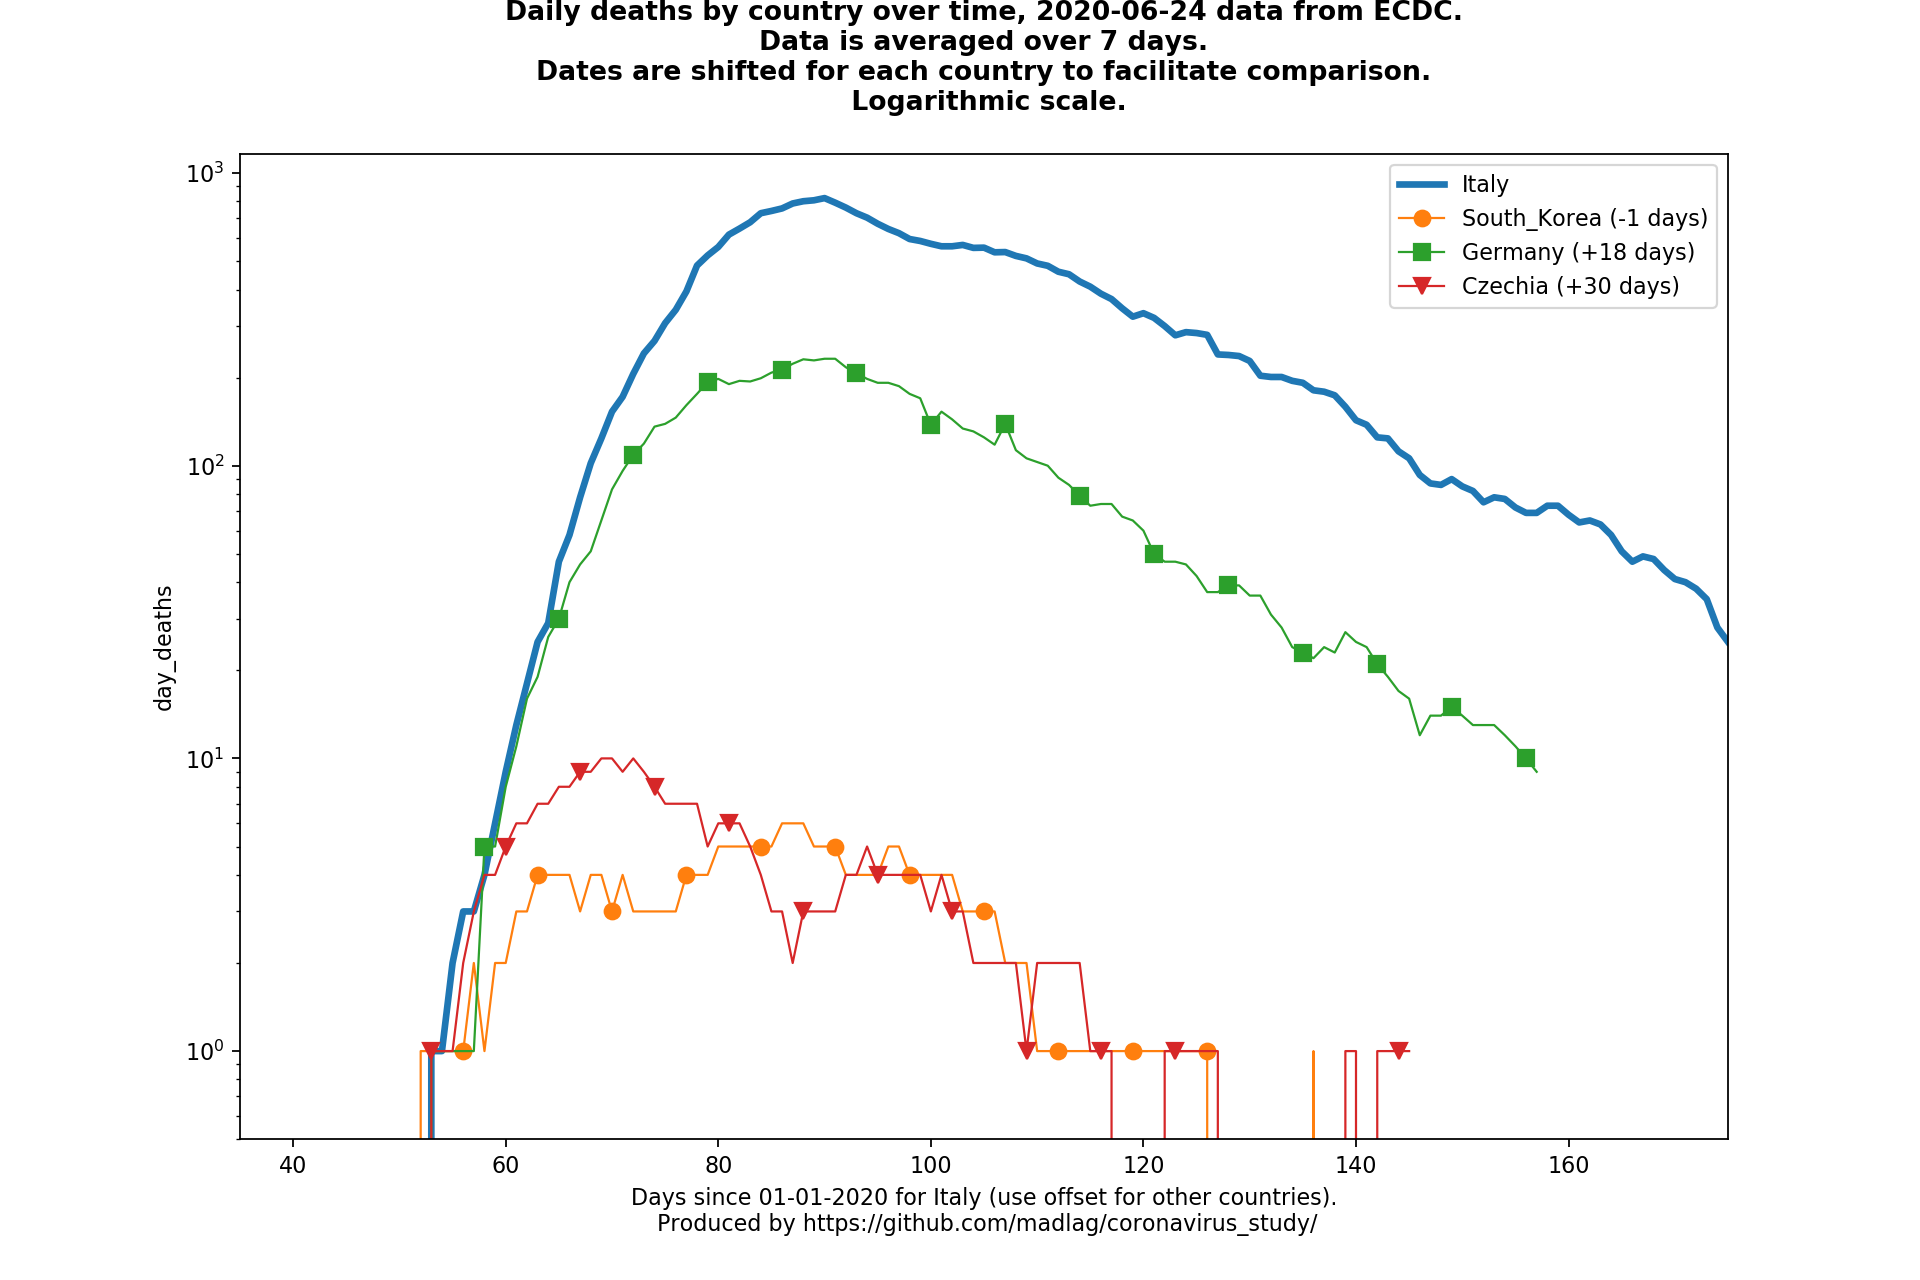 Daily deaths by country over time, 2020-06-24 data from ECDC.
Data is averaged over 7 days.
Dates are shifted for each country to facilitate comparison.
Logarithmic scale.
10³
10²
10¹
10⁰
day_deaths
Italy
South_Korea (-1 days)
Germany (+18 days)
Czechia (+30 days)
40 60 80 100 120 140 160
Days since 01-01-2020 for Italy (use offset for other countries).
Produced by https://github.com/madlag/coronavirus_study/